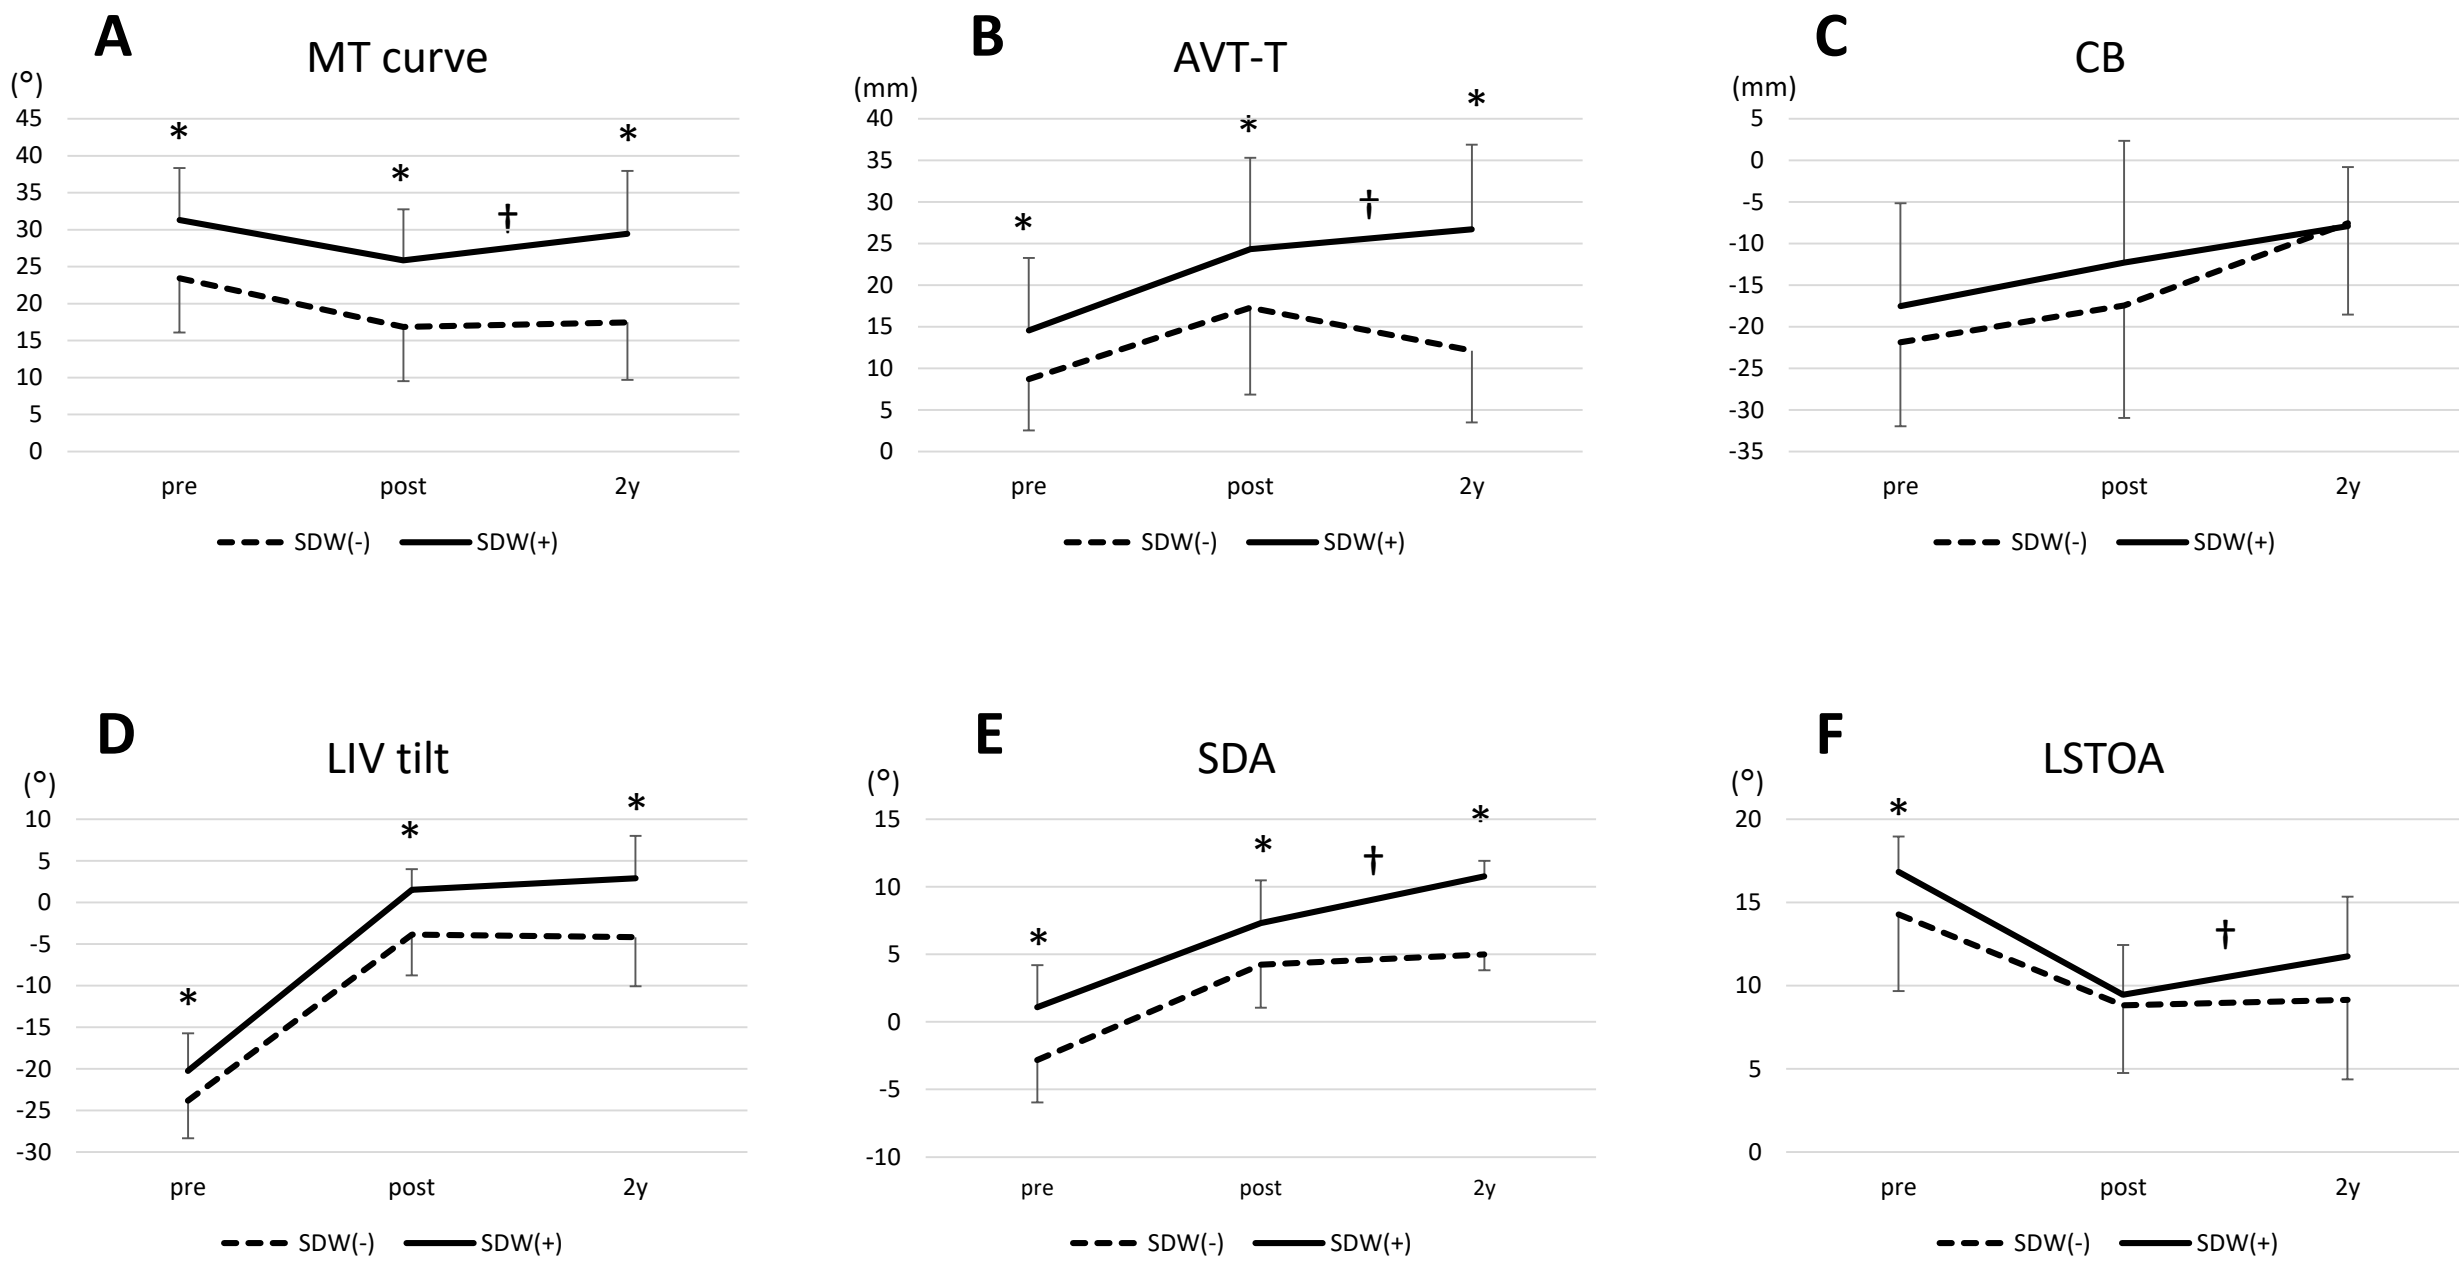 A
MT curve
(°)
45
40
35
30
25
20
15
10
5
0
*
*
*
†
pre post 2y
SDW(-) SDW(+)
B
AVT-T
(mm)
40
35
30
25
20
15
10
5
0
*
*
*
†
pre post 2y
SDW(-) SDW(+)
C
CB
(mm)
5
0
-5
-10
-15
-20
-25
-30
-35
pre post 2y
SDW(-) SDW(+)
D
LIV tilt
(°)
10
5
0
-5
-10
-15
-20
-25
-30
*
*
*
pre post 2y
SDW(-) SDW(+)
E
SDA
(°)
15
10
5
0
-5
-10
*
*
*
†
pre post 2y
SDW(-) SDW(+)
F
LSTOA
(°)
20
15
10
5
0
*
†
pre post 2y
SDW(-) SDW(+)